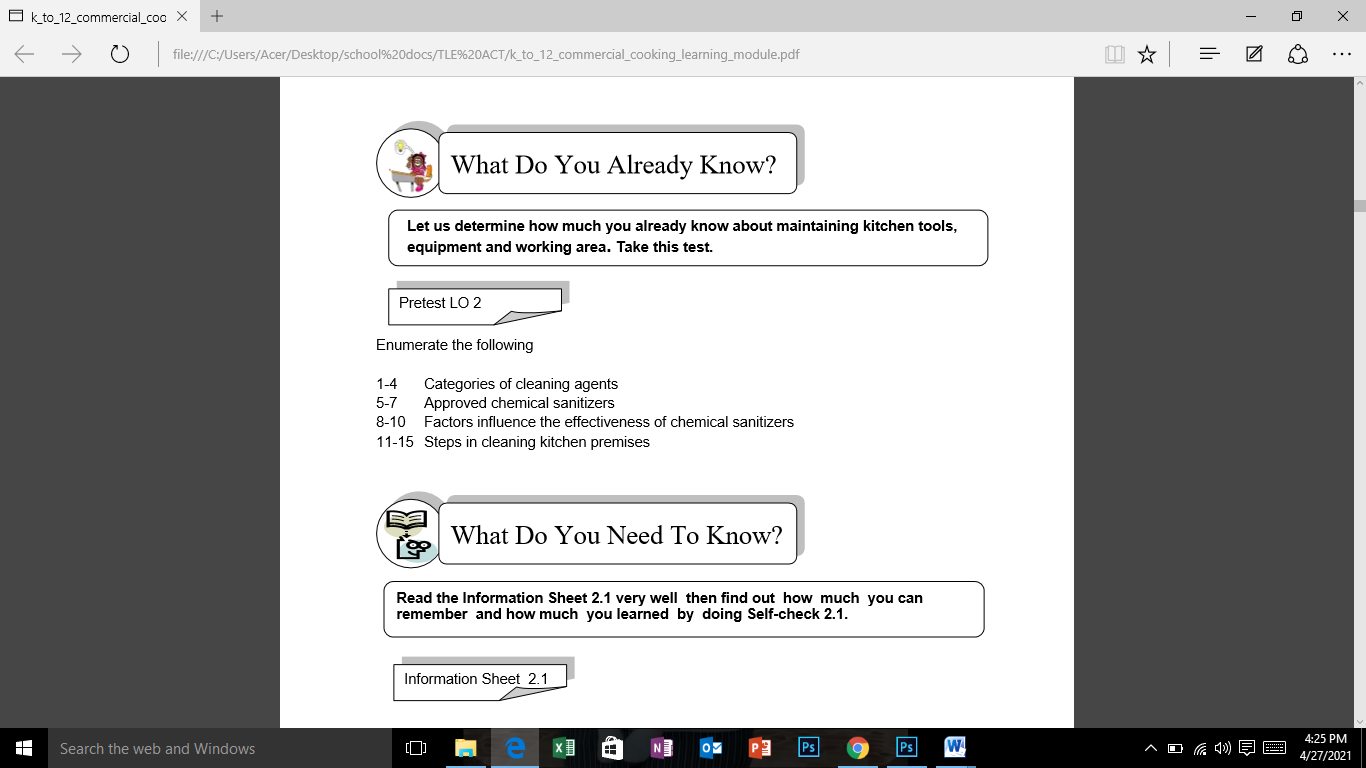 k_to_12_commercial_coo
file:///C:/Users/Acer/Desktop/school%20docs/TLE%20ACT/k_to_12_commercial_cooking_learning_module.pdf
What Do You Already Know?
Let us determine how much you already know about maintaining kitchen tools,
equipment and working area. Take this test.
Pretest LO 2
Enumerate the following
1-4 Categories of cleaning agents
5-7 Approved chemical sanitizers
8-10 Factors influence the effectiveness of chemical sanitizers
11-15 Steps in cleaning kitchen premises
What Do You Need To Know?
Read the Information Sheet 2.1 very well then find out how much you can
remember and how much you learned by doing Self-check 2.1.
Information Sheet 2.1
Search the web and Windows
4:25 PM
4/27/2021